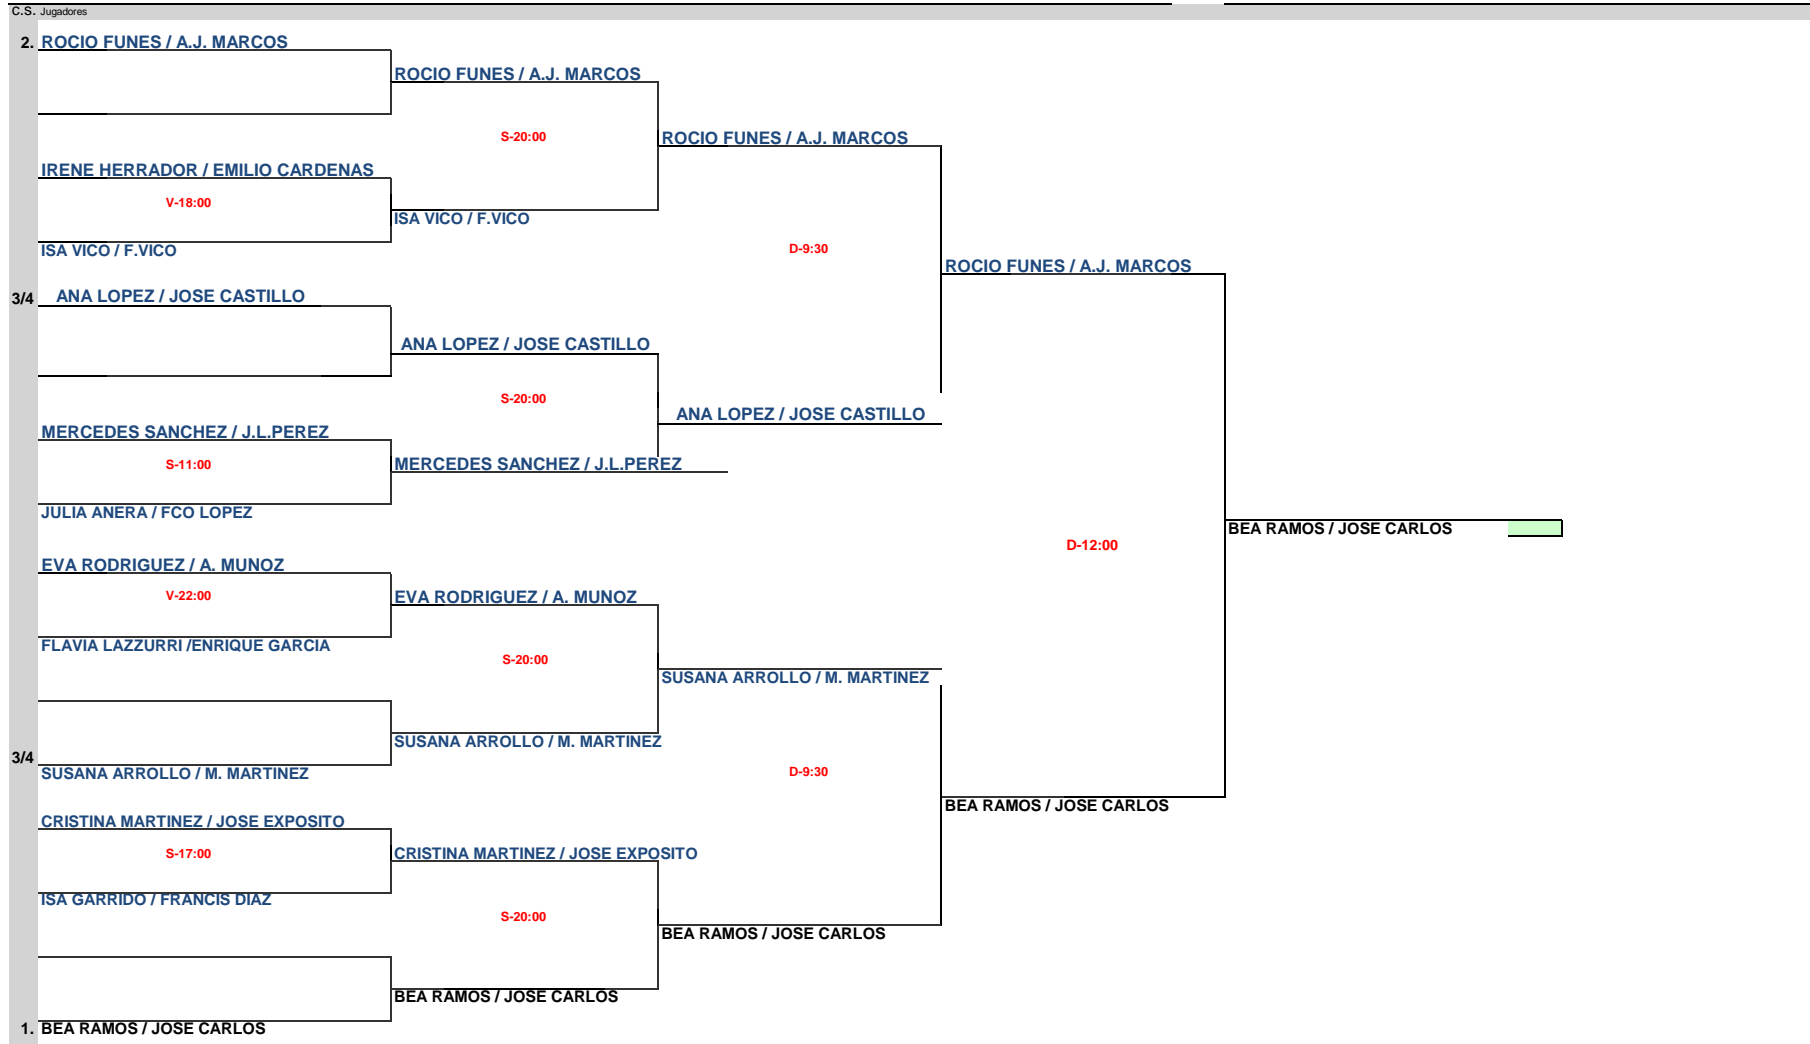 C.S. Jugadores
2. ROCIO FUNES / A.J. MARCOS
ROCIO FUNES / A.J. MARCOS
S-20:00
ROCIO FUNES / A.J. MARCOS
IRENE HERRADOR / EMILIO CARDENAS
V-18:00
ISA VICO / F.VICO
ISA VICO / F.VICO
D-9:30
ROCIO FUNES / A.J. MARCOS
3/4 ANA LOPEZ / JOSE CASTILLO
ANA LOPEZ / JOSE CASTILLO
S-20:00
ANA LOPEZ / JOSE CASTILLO
MERCEDES SANCHEZ / J.L.PEREZ
S-11:00
MERCEDES SANCHEZ / J.L.PEREZ
JULIA ANERA / FCO LOPEZ
BEA RAMOS / JOSE CARLOS
D-12:00
EVA RODRIGUEZ / A. MUNOZ
V-22:00
EVA RODRIGUEZ / A. MUNOZ
FLAVIA LAZZURRI /ENRIQUE GARCIA
S-20:00
SUSANA ARROLLO / M. MARTINEZ
SUSANA ARROLLO / M. MARTINEZ
3/4
SUSANA ARROLLO / M. MARTINEZ
D-9:30
BEA RAMOS / JOSE CARLOS
CRISTINA MARTINEZ / JOSE EXPOSITO
S-17:00
CRISTINA MARTINEZ / JOSE EXPOSITO
ISA GARRIDO / FRANCIS DIAZ
S-20:00
BEA RAMOS / JOSE CARLOS
BEA RAMOS / JOSE CARLOS
1. BEA RAMOS / JOSE CARLOS